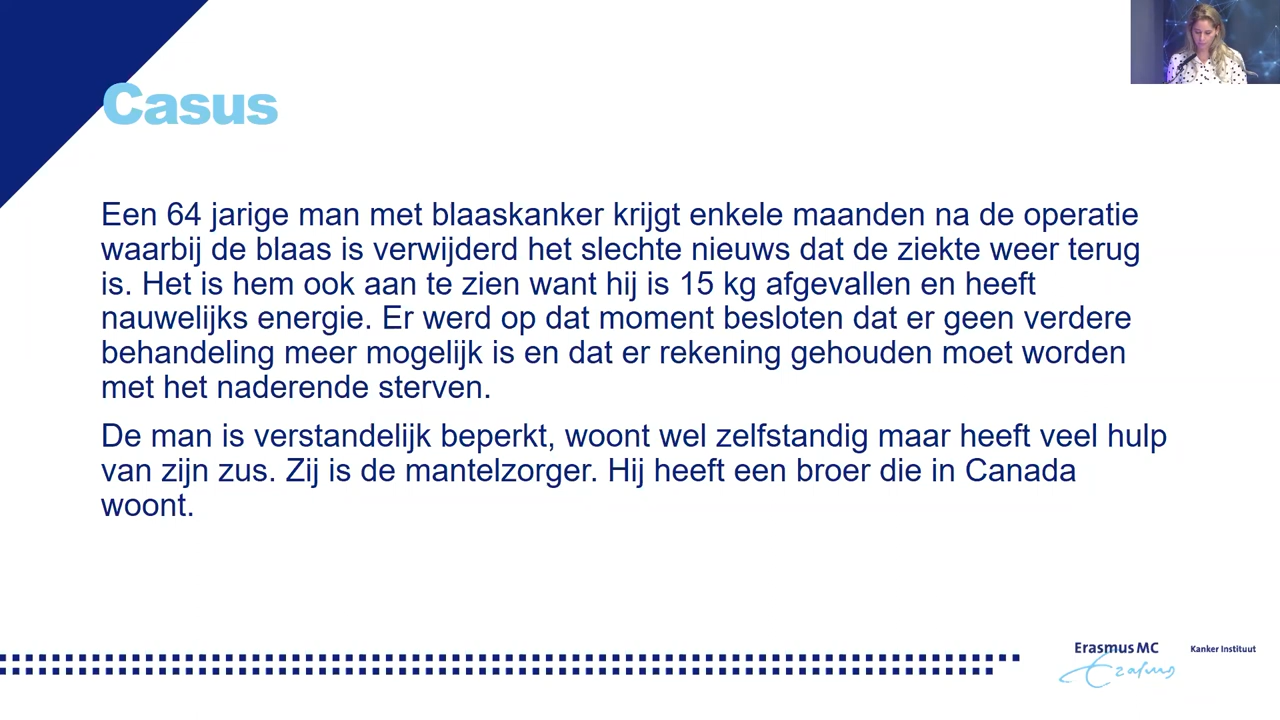 Casus
Een 64 jarige man met blaaskanker krijgt enkele maanden na de operatie
waarbij de blaas is verwijderd het slechte nieuws dat de ziekte weer terug
is. Het is hem ook aan te zien want hij is 15 kg afgevallen en heeft
nauwelijks energie. Er werd op dat moment besloten dat er geen verdere
behandeling meer mogelijk is en dat er rekening gehouden moet worden
met het naderende sterven.
De man is verstandelijk beperkt, woont wel zelfstandig maar heeft veel hulp
van zijn zus. Zij is de mantelzorger. Hij heeft een broer die in Canada
woont.
Erasmus MC
Kanker Instituut
Erasmus